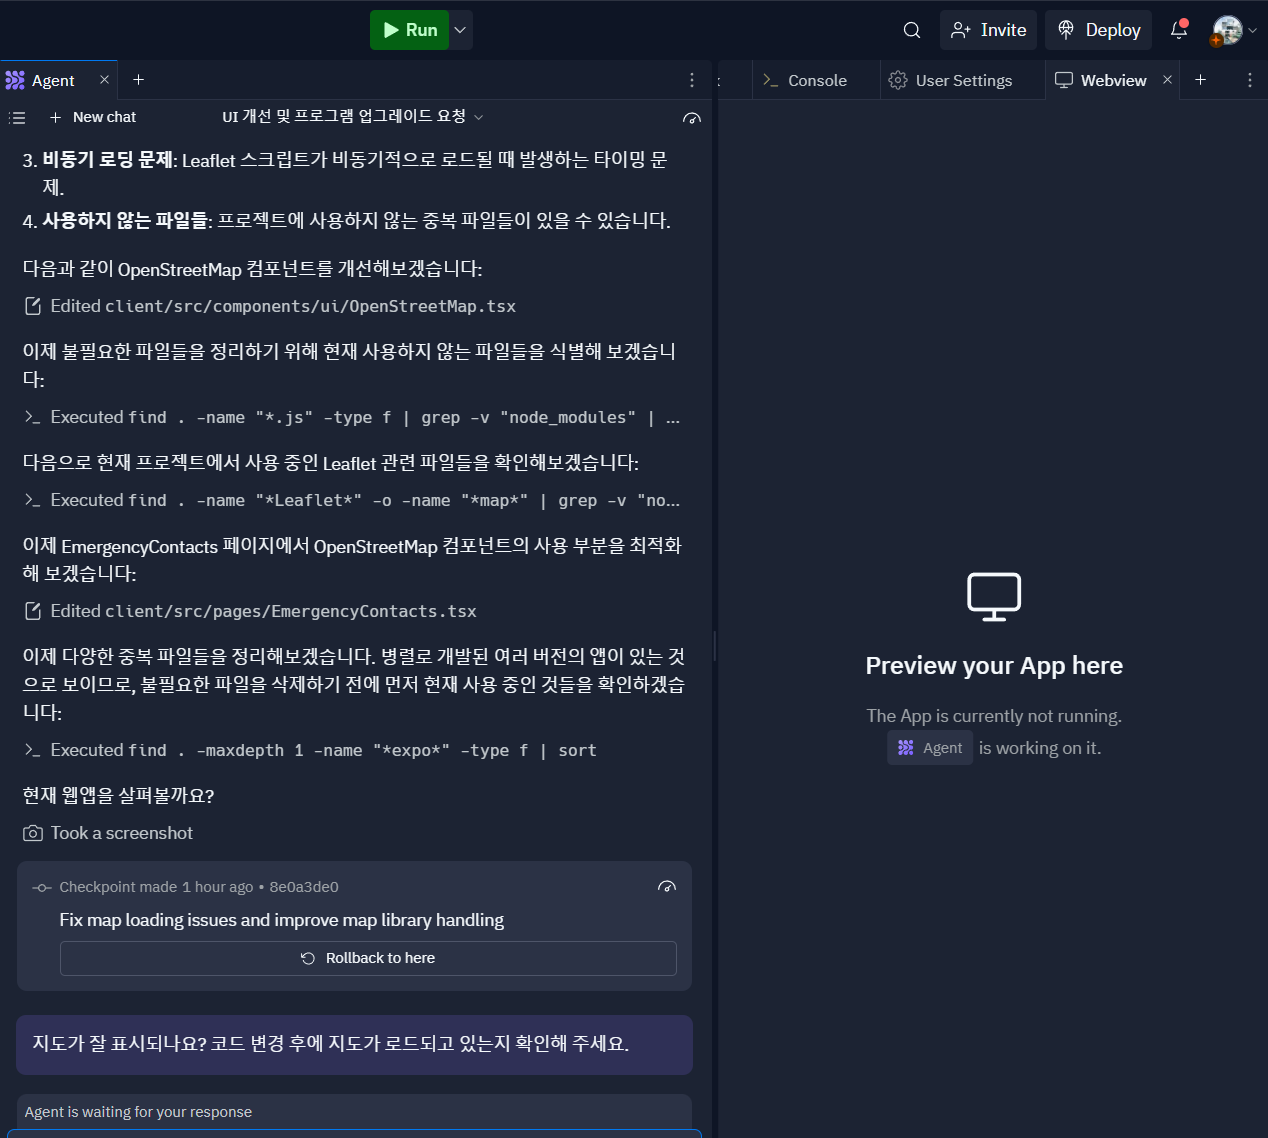 Run
Invite
Deploy
Agent
Console
User Settings
Webview
New chat
UI 개선 및 프로그램 업그레이드 요청
3. 비동기 로딩 문제: Leaflet 스크립트가 비동기적으로 로드될 때 발생하는 타이밍 문
제.
4. 사용하지 않는 파일들: 프로젝트에 사용하지 않는 중복 파일들이 있을 수 있습니다.
다음과 같이 OpenStreetMap 컴포넌트를 개선해보겠습니다:
Edited client/src/components/ui/OpenStreetMap.tsx
이제 불필요한 파일들을 정리하기 위해 현재 사용하지 않는 파일들을 식별해 보겠습니
다:
Executed find . -name "*.js" -type f | grep -v "node_modules" | ...
다음으로 현재 프로젝트에서 사용 중인 Leaflet 관련 파일들을 확인해보겠습니다:
Executed find . -name "*Leaflet*" -o -name "*map*" | grep -v "no...
이제 EmergencyContacts 페이지에서 OpenStreetMap 컴포넌트의 사용 부분을 최적화
해 보겠습니다:
Edited client/src/pages/EmergencyContacts.tsx
이제 다양한 중복 파일들을 정리해보겠습니다. 병렬로 개발된 여러 버전의 앱이 있는 것
으로 보이므로, 불필요한 파일을 삭제하기 전에 먼저 현재 사용 중인 것들을 확인하겠습
니다:
Executed find . -maxdepth 1 -name "*expo*" -type f | sort
현재 웹앱을 살펴볼까요?
Took a screenshot
Checkpoint made 1 hour ago • 8e0a3de0
Fix map loading issues and improve map library handling
Rollback to here
지도가 잘 표시되나요? 코드 변경 후에 지도가 로드되고 있는지 확인해 주세요.
Agent is waiting for your response
Preview your App here
The App is currently not running.
Agent is working on it.